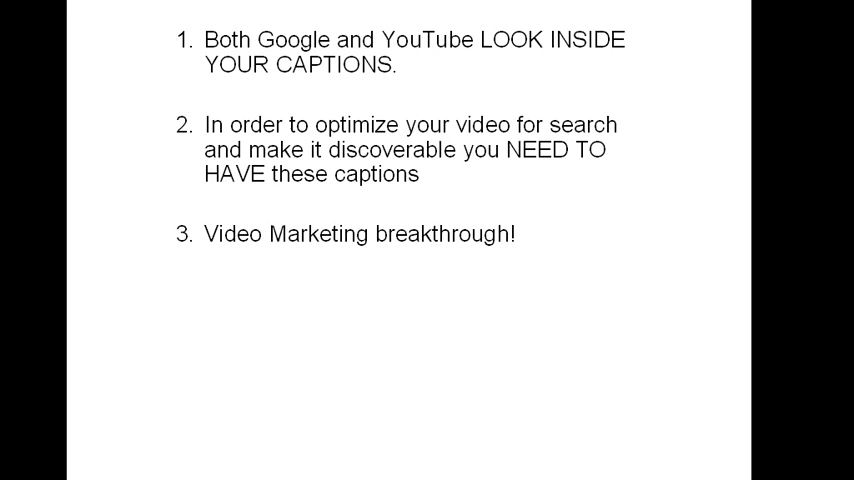 1. Both Google and YouTube LOOK INSIDE
YOUR CAPTIONS.
2. In order to optimize your video for search
and make it discoverable you NEED TO
HAVE these captions
3. Video Marketing breakthrough!